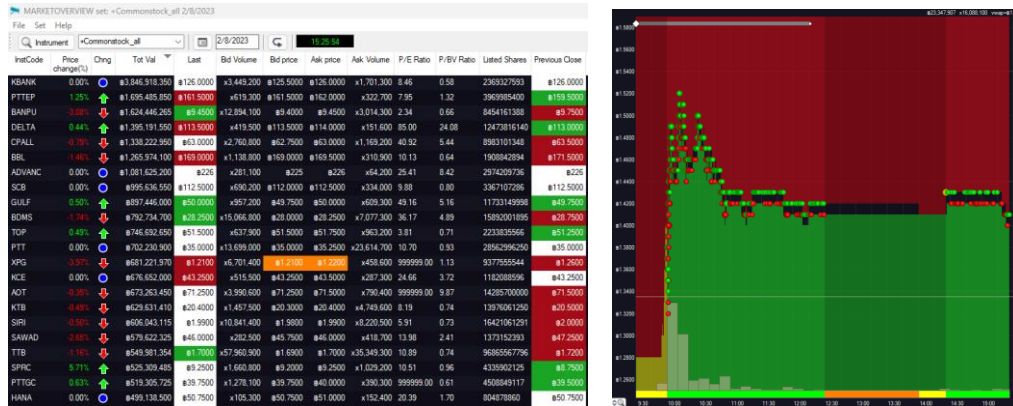 MARKETOVERVIEW set: +Commonstock_all 2/8/2023
File Set Help
Instrument +Commonstock_all 2/8/2023 15:25:54
InstCode Price change(%) Chng Tot Val Last Bid Volume Bid price Ask price Ask Volume P/E Ratio P/BV Ratio Listed Shares Previous Close
KBANK 0.00% ฿3,846,918,350 ฿126.0000 x3,449,200 ฿125.5000 ฿126.0000 x1,701,300 8.46 0.58 2369327593 ฿126.0000
PTTEP 1.25% ฿1,695,485,850 ฿161.5000 x619,300 ฿161.5000 ฿162.0000 x322,700 7.95 1.32 3969985400 ฿159.5000
BANPU -3.08% ฿1,624,446,265 ฿9.4500 x12,894,100 ฿9.4000 ฿9.4500 x3,014,300 2.34 0.66 8454161388 ฿9.7500
DELTA 0.44% ฿1,395,191,550 ฿113.5000 x419,500 ฿113.5000 ฿114.0000 x151,600 85.00 24.08 12473816140 ฿113.0000
CPALL -0.79% ฿1,338,222,950 ฿63.0000 x2,760,800 ฿62.7500 ฿63.0000 x1,169,200 40.92 5.44 8983101348 ฿63.5000
BBL -1.46% ฿1,265,974,100 ฿169.0000 x1,138,800 ฿169.0000 ฿169.5000 x310,900 10.13 0.64 1908842894 ฿171.5000
ADVANC 0.00% ฿1,081,625,200 ฿226 x281,100 ฿225 ฿226 x64,200 25.41 8.42 2974209736 ฿226
SCB 0.00% ฿995,636,550 ฿112.5000 x690,200 ฿112.0000 ฿112.5000 x334,000 9.88 0.80 3367107286 ฿112.5000
GULF 0.50% ฿897,446,000 ฿50.0000 x957,200 ฿49.7500 ฿50.0000 x609,300 49.16 5.16 11733149998 ฿49.7500
BDMS -1.74% ฿792,734,700 ฿28.2500 x15,066,800 ฿28.0000 ฿28.2500 x7,077,300 36.17 4.89 15892001895 ฿28.7500
TOP 0.49% ฿746,692,650 ฿51.5000 x637,900 ฿51.5000 ฿51.7500 x963,200 3.81 0.71 2233835566 ฿51.2500
PTT 0.00% ฿702,230,900 ฿35.0000 x13,699,000 ฿35.0000 ฿35.2500 x23,614,700 10.70 0.93 28562996250 ฿35.0000
XPG -3.97% ฿681,221,970 ฿1.2100 x6,701,400 ฿1.2100 ฿1.2200 x458,600 999999.00 1.13 9377555544 ฿1.2600
KCE 0.00% ฿676,652,000 ฿43.2500 x515,500 ฿43.2500 ฿43.5000 x287,300 24.66 3.72 1182088596 ฿43.2500
AOT -0.35% ฿673,263,450 ฿71.2500 x3,990,600 ฿71.2500 ฿71.5000 x790,400 999999.00 9.87 14285700000 ฿71.5000
KTB -0.49% ฿629,631,410 ฿20.4000 x1,457,500 ฿20.3000 ฿20.4000 x4,749,600 8.19 0.74 13976061250 ฿20.5000
SIRI -0.50% ฿606,043,115 ฿1.9900 x10,841,400 ฿1.9800 ฿1.9900 x8,220,500 5.91 0.73 16421061291 ฿2.0000
SAWAD -2.65% ฿579,622,325 ฿46.0000 x282,500 ฿45.7500 ฿46.0000 x418,700 13.98 2.41 1373152393 ฿47.2500
TTB -1.16% ฿549,981,354 ฿1.7000 x57,960,900 ฿1.6900 ฿1.7000 x35,349,300 10.89 0.74 96865567796 ฿1.7200
SPRC 5.71% ฿525,309,485 ฿9.2500 x1,660,800 ฿9.2000 ฿9.2500 x1,029,200 10.51 0.96 4335902125 ฿8.7500
PTTGC 0.63% ฿519,305,725 ฿39.7500 x1,278,100 ฿39.7500 ฿40.0000 x390,300 999999.00 0.61 4508849117 ฿39.5000
HANA 0.00% ฿499,138,500 ฿50.7500 x105,300 ฿50.7500 ฿51.0000 x152,400 20.39 1.70 804878860 ฿50.7500
฿23,347,907 x16,088,100 vwap=฿1
฿1.5800
฿1.5400
฿1.5200
฿1.5000
฿1.4800
฿1.4600
฿1.4400
฿1.4200
฿1.4000
฿1.3800
฿1.3600
฿1.3400
฿1.3200
฿1.3000
฿1.2800
฿1.2600
9:30 10:00 10:30 11:00 11:30 12:00 12:30 13:00 13:30 14:00 14:30 15:00